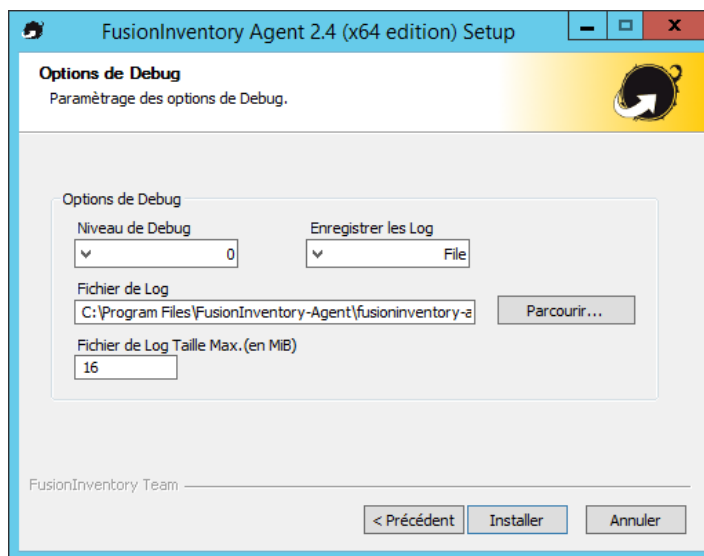 FusionInventory Agent 2.4 (x64 edition) Setup
Options de Debug
Paramètrage des options de Debug.
Options de Debug
Niveau de Debug
Enregistrer les Log
0
File
Fichier de Log
C:\Program Files\FusionInventory-Agent\fusioninventory-a
Parcourir...
Fichier de Log Taille Max.(en MiB)
16
FusionInventory Team
< Précédent
Installer
Annuler